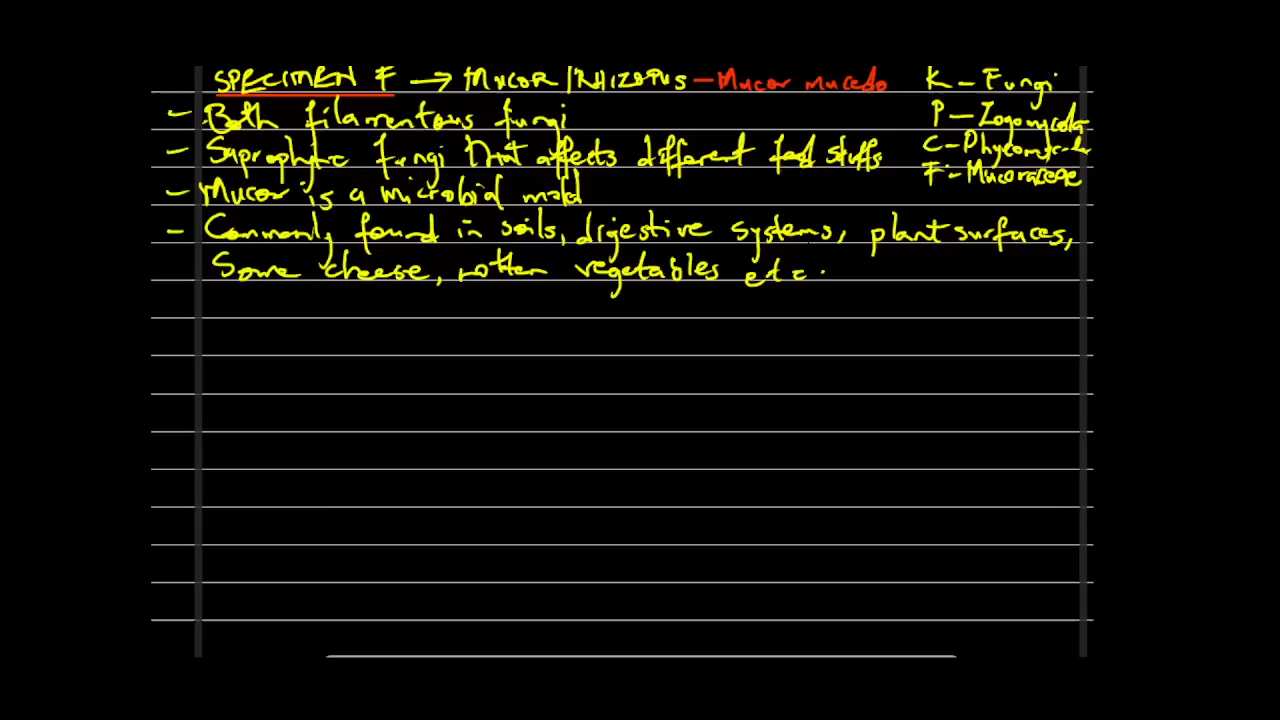 SPECIMEN F → MUCOR/RHIZOPUS - Mucor mucedo
K - Fungi
P - Zogomycota
C - Phycomycetes
F - Mucoraceae
- Both filamentous fungi
- Saprophytic fungi that affects different food stuffs
- Mucor is a microbial mold
- Commonly found in soils, digestive systems, plant surfaces,
Some cheese, rotten vegetables etc.